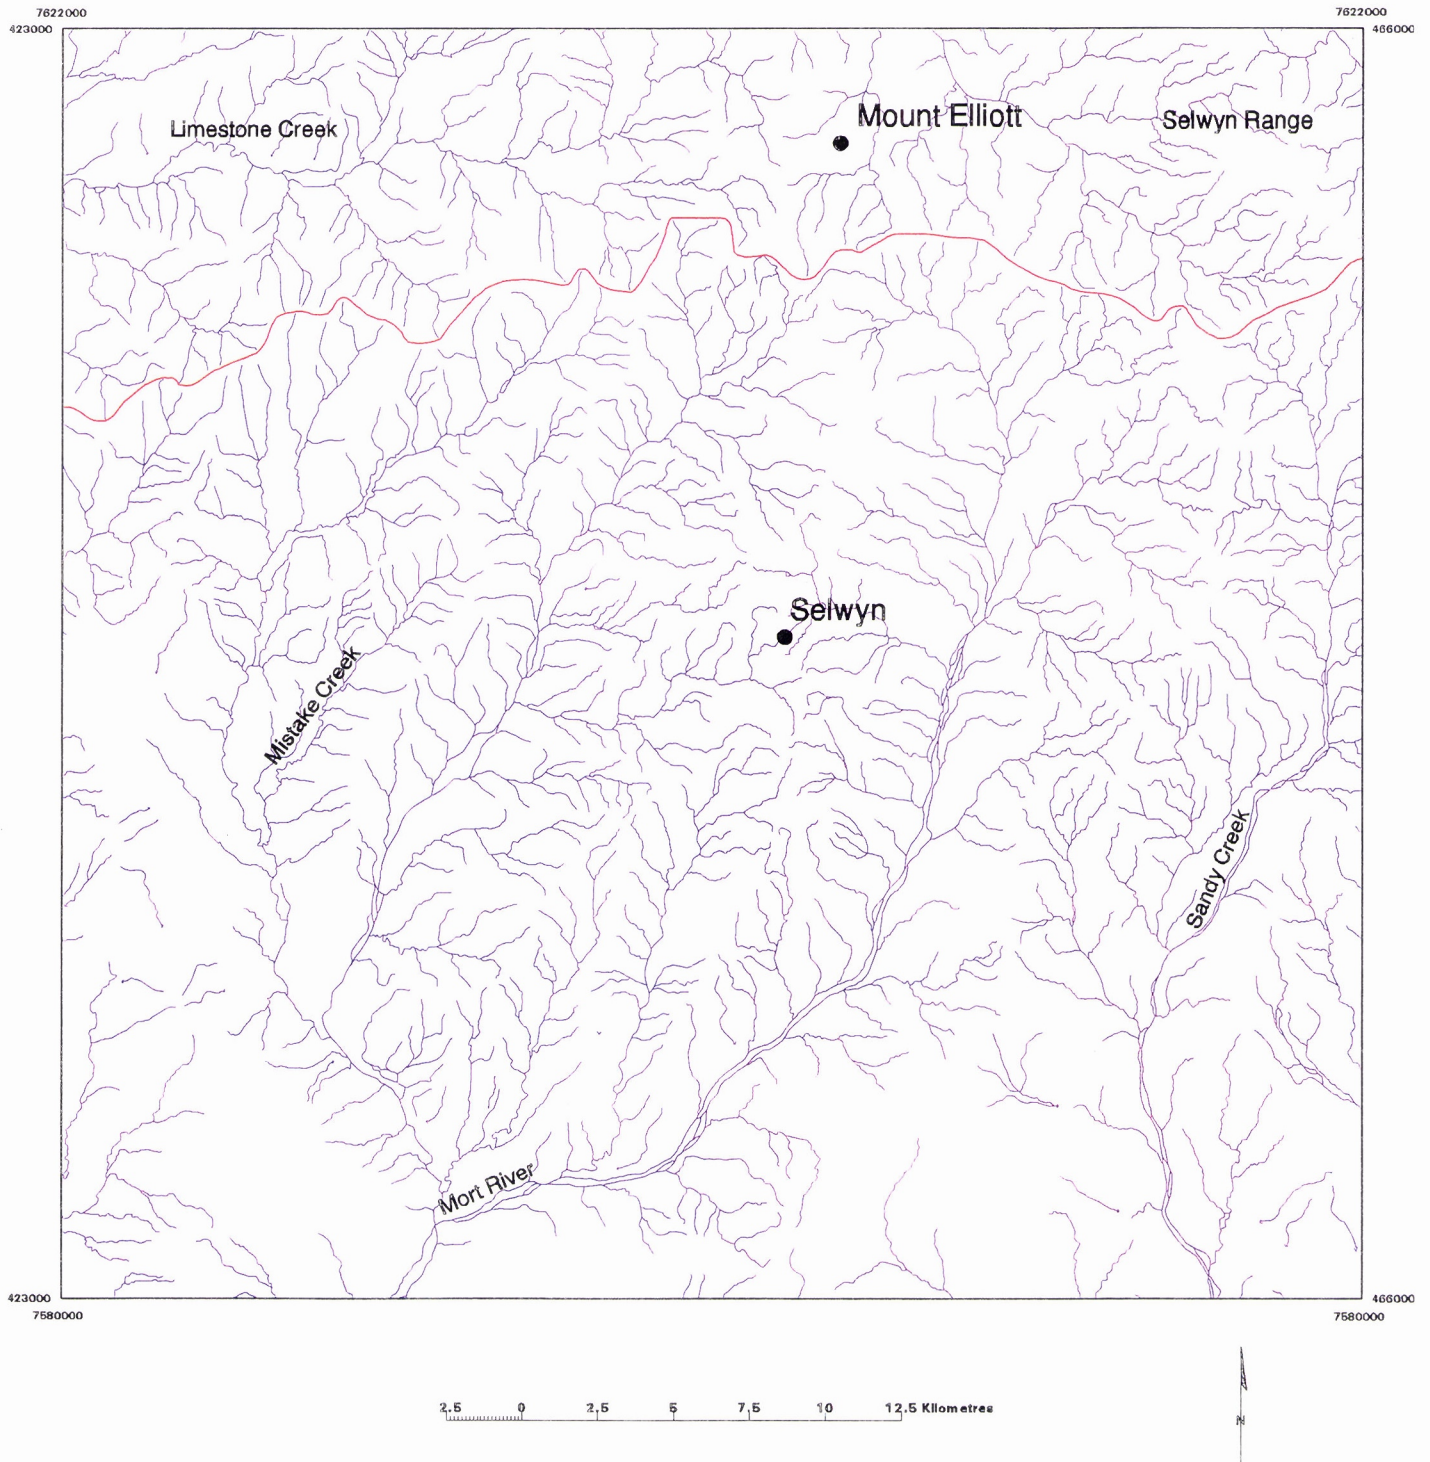 7622000 7622000
423000 466000
Mount Elliott
Limestone Creek
Selwyn Range
Selwyn
Mistake Creek
Sandy Creek
Mort River
423000 466000
7580000 7580000
2.5 0 2,5 5 7,5 10 12.5 Kilometres
N